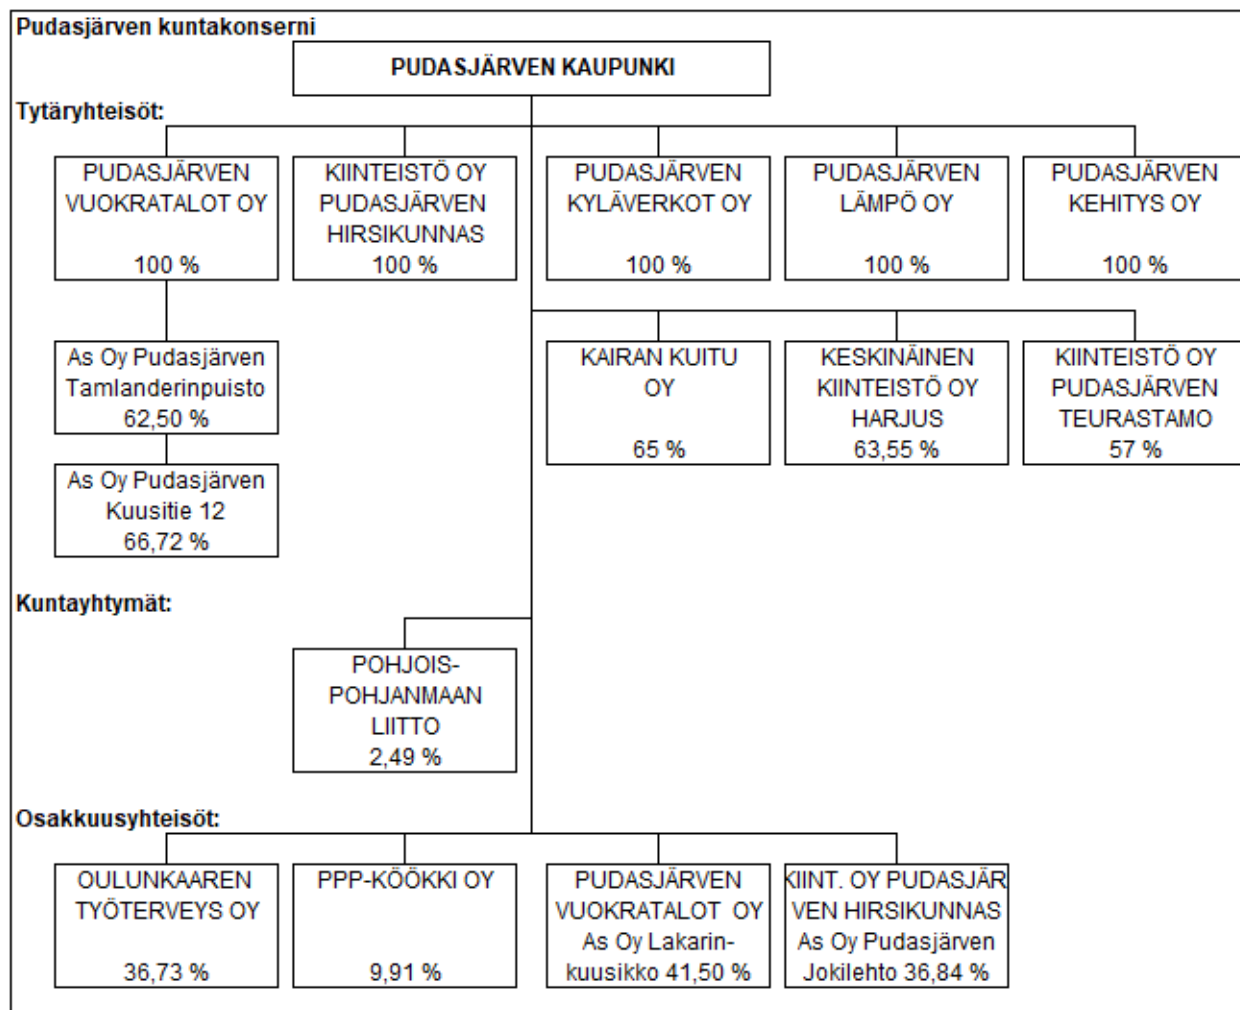 Pudasjärven kuntakonserni
PUDASJÄRVEN KAUPUNKI
Tytäryhteisöt:
PUDASJÄRVEN
VUOKRATALOT OY
100 %
KIINTEISTÖ OY
PUDASJÄRVEN
HIRSIKUNNAS
100 %
PUDASJÄRVEN
KYLÄVERKOT OY
100 %
PUDASJÄRVEN
LÄMPÖ OY
100 %
PUDASJÄRVEN
KEHITYS OY
100 %
As Oy Pudasjärven
Tamlanderinpuisto
62,50 %
KAIRAN KUITU
OY
65 %
KESKINÄINEN
KIINTEISTÖ OY
HARJUS
63,55 %
KIINTEISTÖ OY
PUDASJÄRVEN
TEURASTAMO
57 %
As Oy Pudasjärven
Kuusitie 12
66,72 %
Kuntayhtymät:
POHJOIS-
POHJANMAAN
LIITTO
2,49 %
Osakkuusyhteisöt:
OULUNKAAREN
TYÖTERVEYS OY
36,73 %
PPP-KÖÖKKI OY
9,91 %
PUDASJÄRVEN
VUOKRATALOT OY
As Oy Lakarin-
kuusikko 41,50 %
KIINT. OY PUDASJÄR
VEN HIRSIKUNNAS
As Oy Pudasjärven
Jokilehto 36,84 %